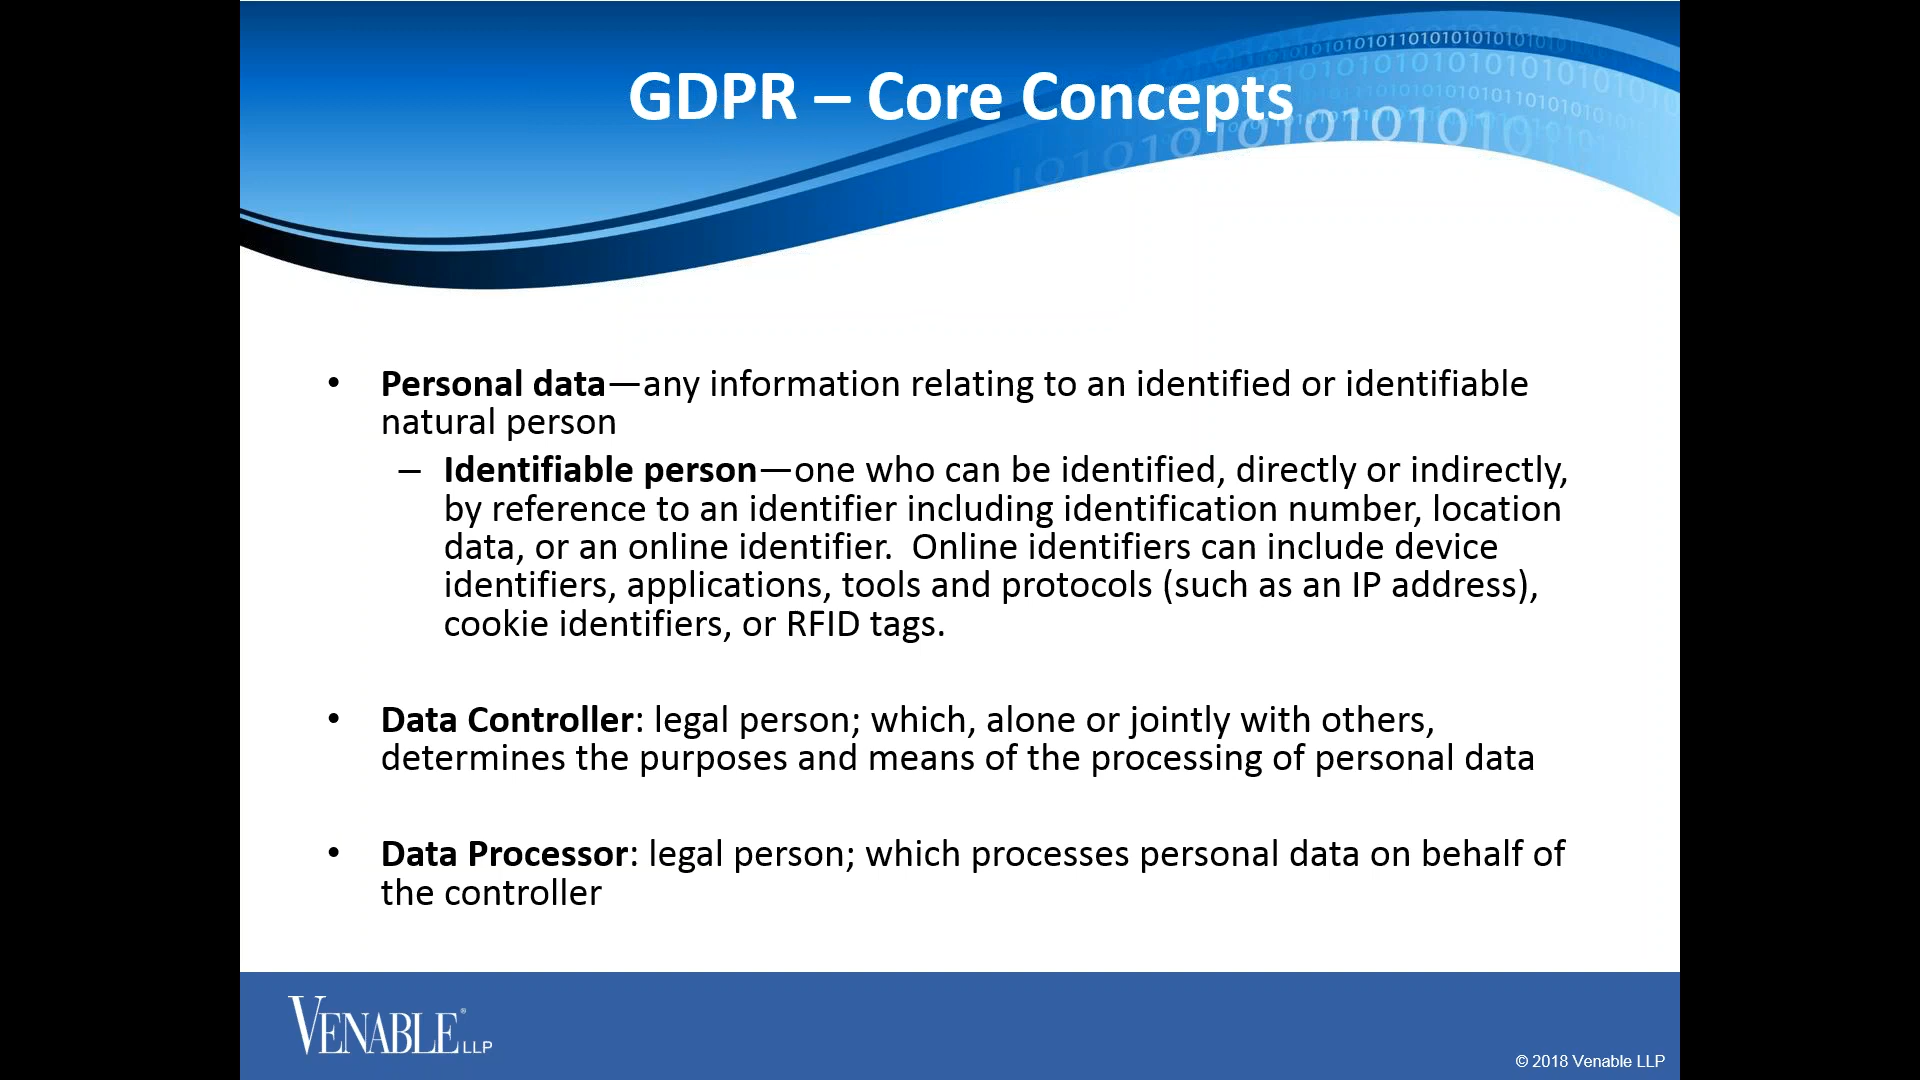 GDPR – Core Concepts
• Personal data—any information relating to an identified or identifiable
natural person
– Identifiable person—one who can be identified, directly or indirectly,
by reference to an identifier including identification number, location
data, or an online identifier.  Online identifiers can include device
identifiers, applications, tools and protocols (such as an IP address),
cookie identifiers, or RFID tags.
• Data Controller: legal person; which, alone or jointly with others,
determines the purposes and means of the processing of personal data
• Data Processor: legal person; which processes personal data on behalf of
the controller
VENABLE® LLP
© 2018 Venable LLP